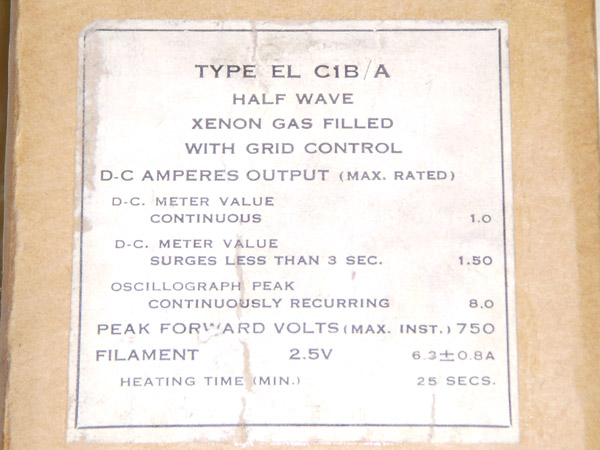 TYPE EL C1B/A
HALF WAVE
XENON GAS FILLED
WITH GRID CONTROL
D-C AMPERES OUTPUT (MAX. RATED)
D-C. METER VALUE
CONTINUOUS 1.0
D-C. METER VALUE
SURGES LESS THAN 3 SEC. 1.50
OSCILLOGRAPH PEAK
CONTINUOUSLY RECURRING 8.0
PEAK FORWARD VOLTS (MAX. INST.) 750
FILAMENT 2.5V 6.3±0.8A
HEATING TIME (MIN.) 25 SECS.